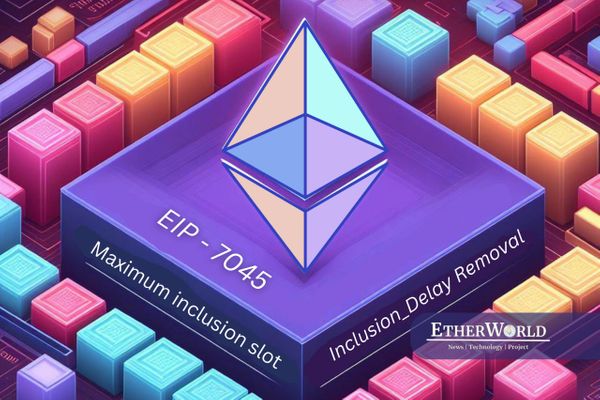 EIP - 7045
Maximum inclusion slot
Inclusion_Delay Removal
ETHERWORLD
News | Technology | Project